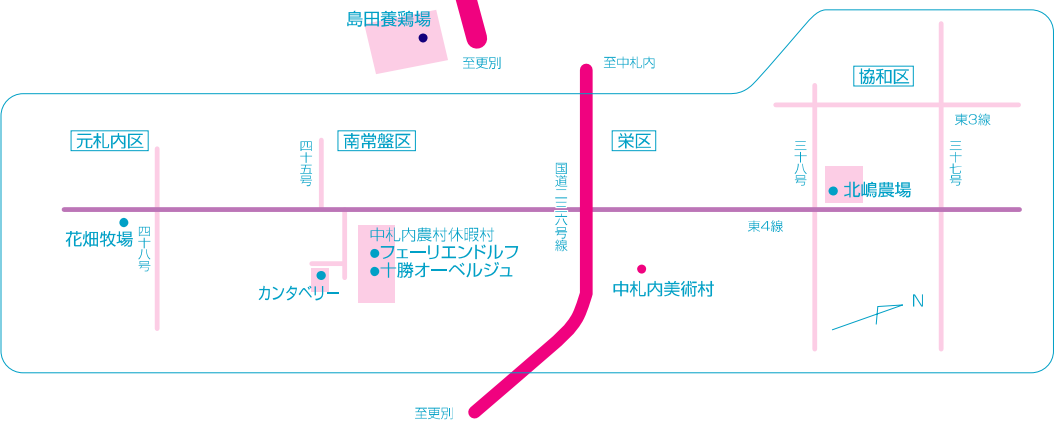 島田養鶏場
至更別
至中札内
協和区
東3線
元札内区
南常盤区
栄区
四十五号
三十八号
三十七号
国道二三六号線
北嶋農場
東4線
花畑牧場
四十八号
中札内農村休暇村
フェーリエンドルフ
十勝オーベルジュ
カンタベリー
中札内美術村
N
至更別